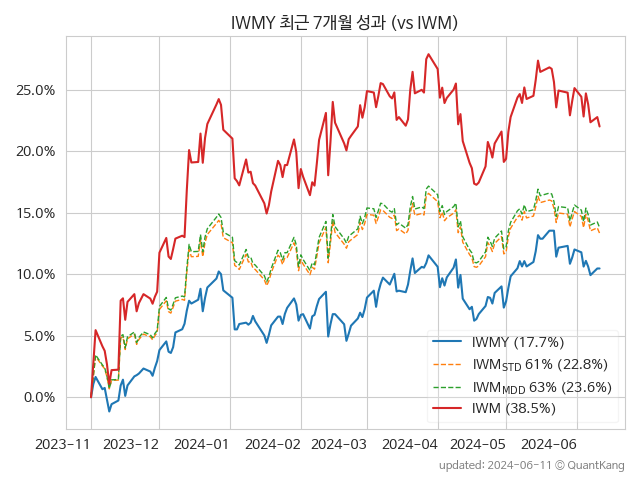 IWMY 최근 7개월 성과 (vs IWM)
25.0%
20.0%
15.0%
10.0%
5.0%
0.0%
IWMY (17.7%)
IWMSTD 61% (22.8%)
IWMMDD 63% (23.6%)
IWM (38.5%)
2023-11 2023-12 2024-01 2024-02 2024-03 2024-04 2024-05 2024-06
updated: 2024-06-11 © QuantKang